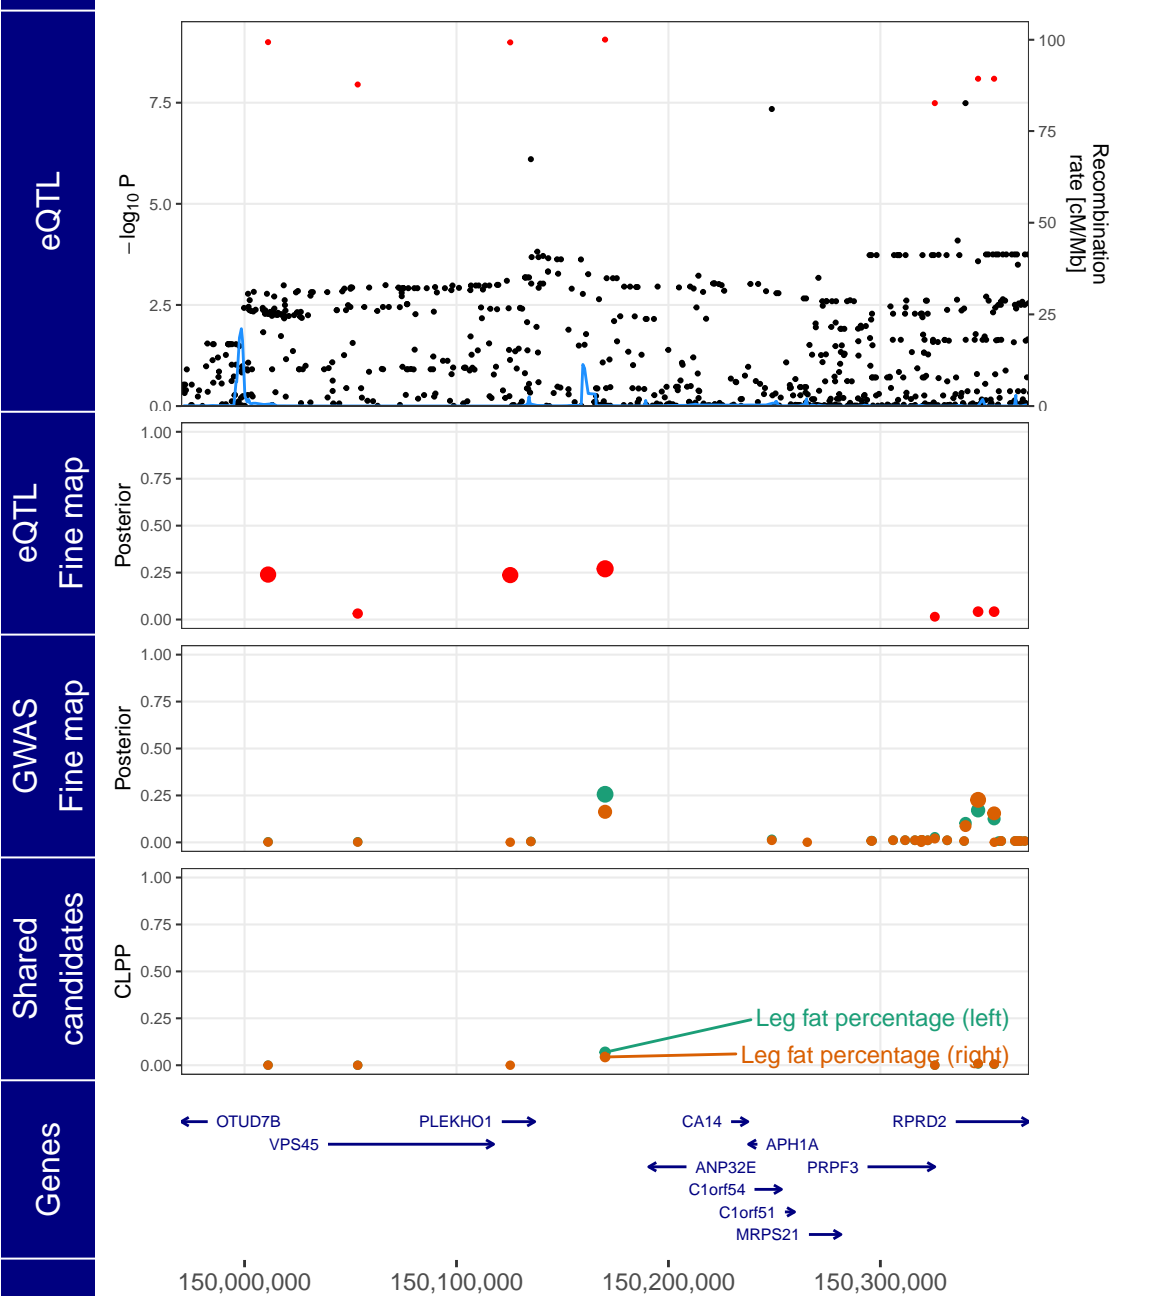 eQTL
−log10 P
7.5
5.0
2.5
0.0
100
75
50
25
0
Recombination
rate [cM/Mb]
eQTL
Fine map
Posterior
1.00
0.75
0.50
0.25
0.00
GWAS
Fine map
Posterior
1.00
0.75
0.50
0.25
0.00
Shared
candidates
CLPP
1.00
0.75
0.50
0.25
0.00
Leg fat percentage (left)
Leg fat percentage (right)
Genes
OTUD7B
PLEKHO1
CA14
RPRD2
VPS45
APH1A
ANP32E
PRPF3
C1orf54
C1orf51
MRPS21
150,000,000
150,100,000
150,200,000
150,300,000